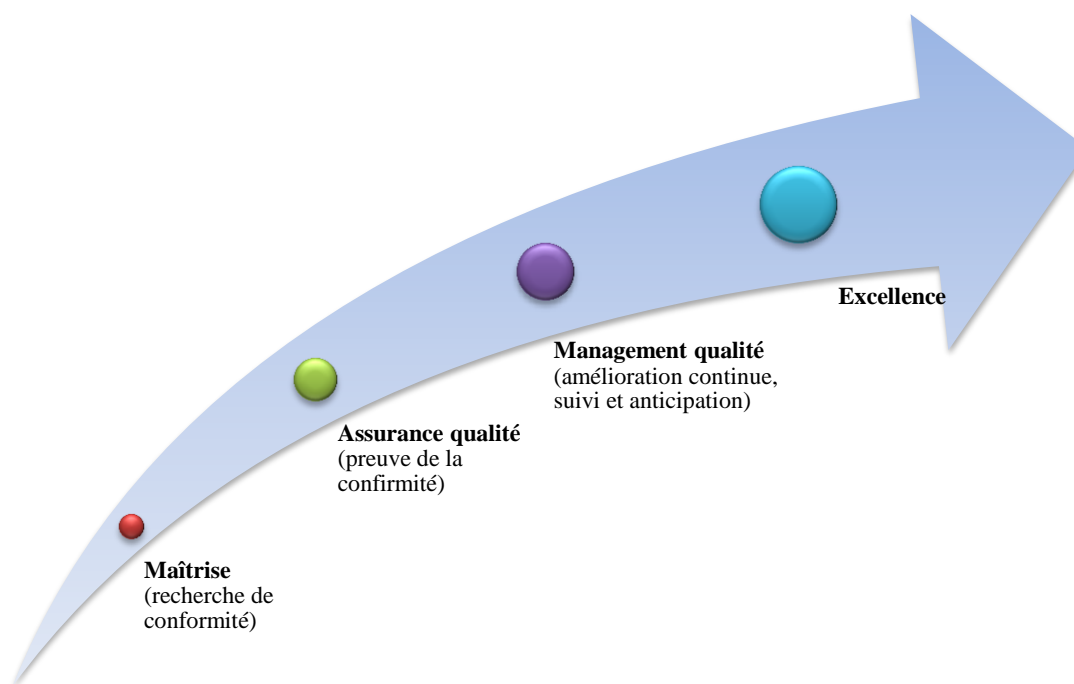 Maîtrise
(recherche de
conformité)
Assurance qualité
(preuve de la
confirmité)
Management qualité
(amélioration continue,
suivi et anticipation)
Excellence